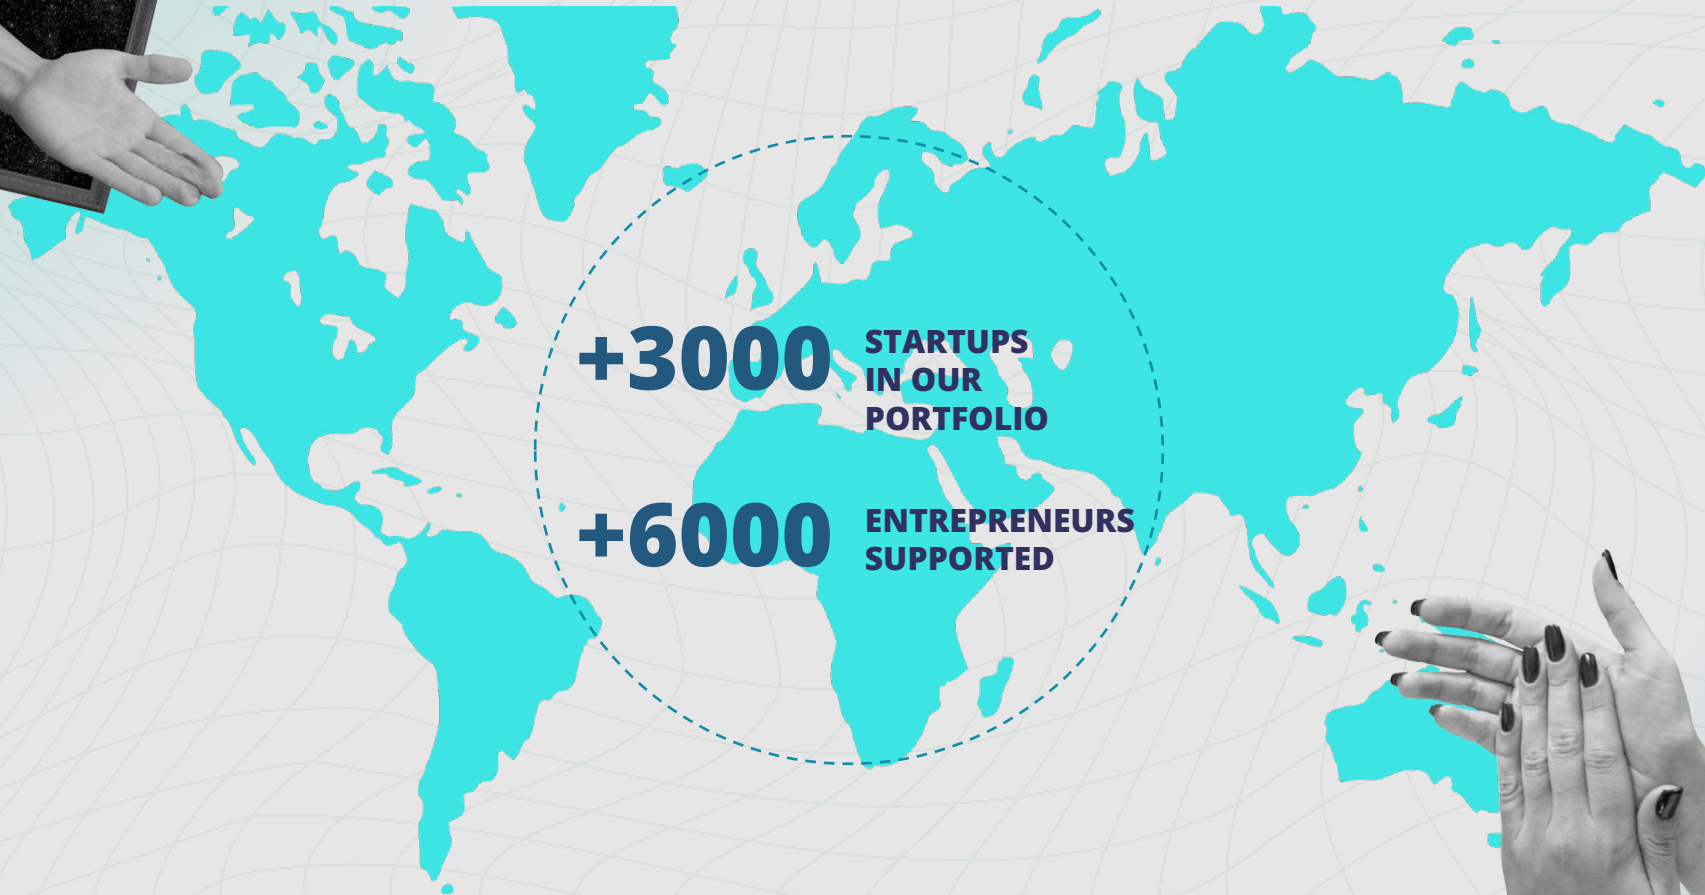 +3000
STARTUPS
IN OUR
PORTFOLIO
+6000
ENTREPRENEURS
SUPPORTED